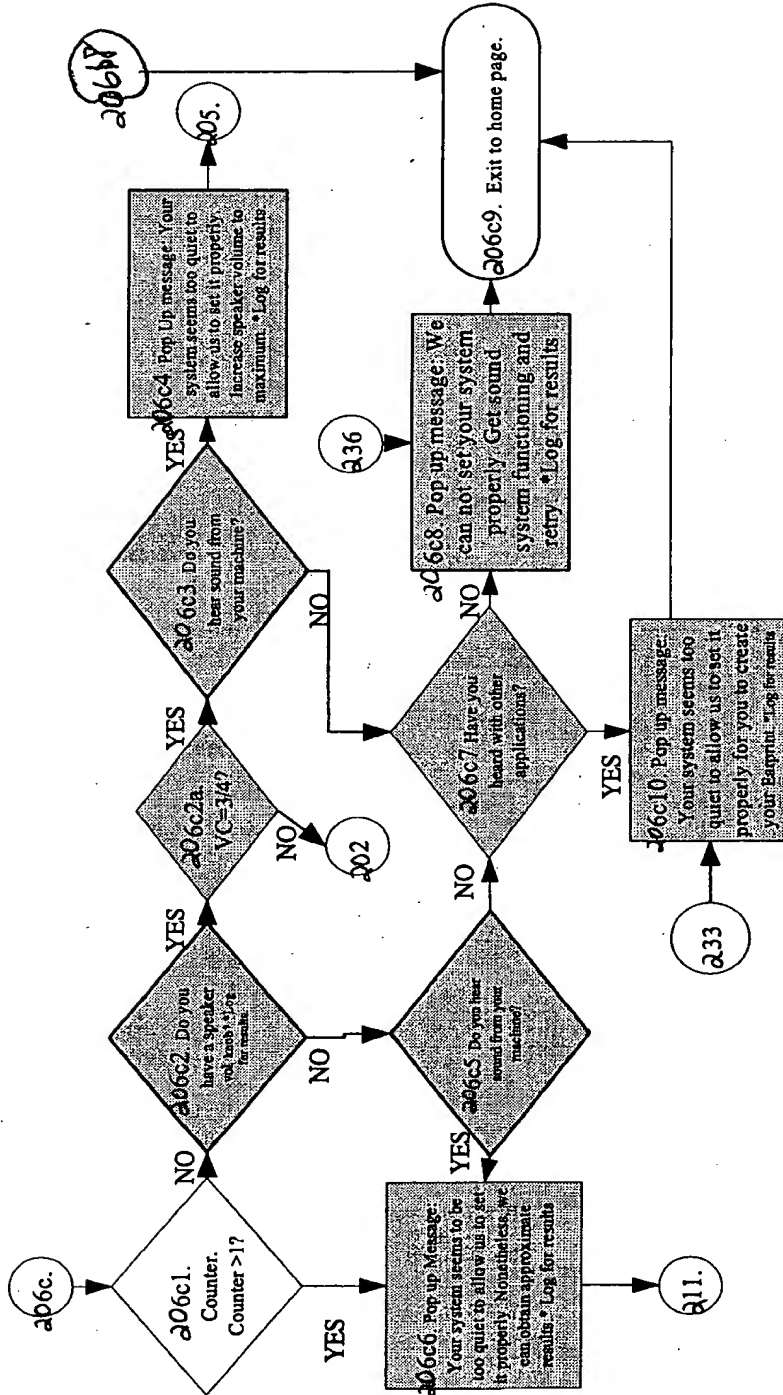 206c.
206c1.
Counter.
Counter >1?
NO
YES
206c2. Do you
have a speaker
vol. knob? *Log
for results.
YES
NO
206c2a.
VC=3/4?
YES
NO
202
206c3. Do you
hear sound from
your machine?
YES
NO
206c4. Pop Up message: Your
system seems too quiet to
allow us to set it properly.
Increase speaker volume to
maximum. *Log for results.
205.
206c5. Do you hear
sound from your
machine?
YES
NO
206c6. Pop up Message:
Your system seems to be
too quiet to allow us to set
it properly. Nonetheless, we
can obtain approximate
results. * Log for results
211.
206c7. Have you
heard with other
applications?
NO
YES
236
206c8. Pop up message: We
can not set your system
properly. Get sound
system functioning and
retry. *Log for results
206c9. Exit to home page.
233
206c10. Pop up message:
Your system seems too
quiet to allow us to set it
properly for you to create
your Earprint. *Log for results